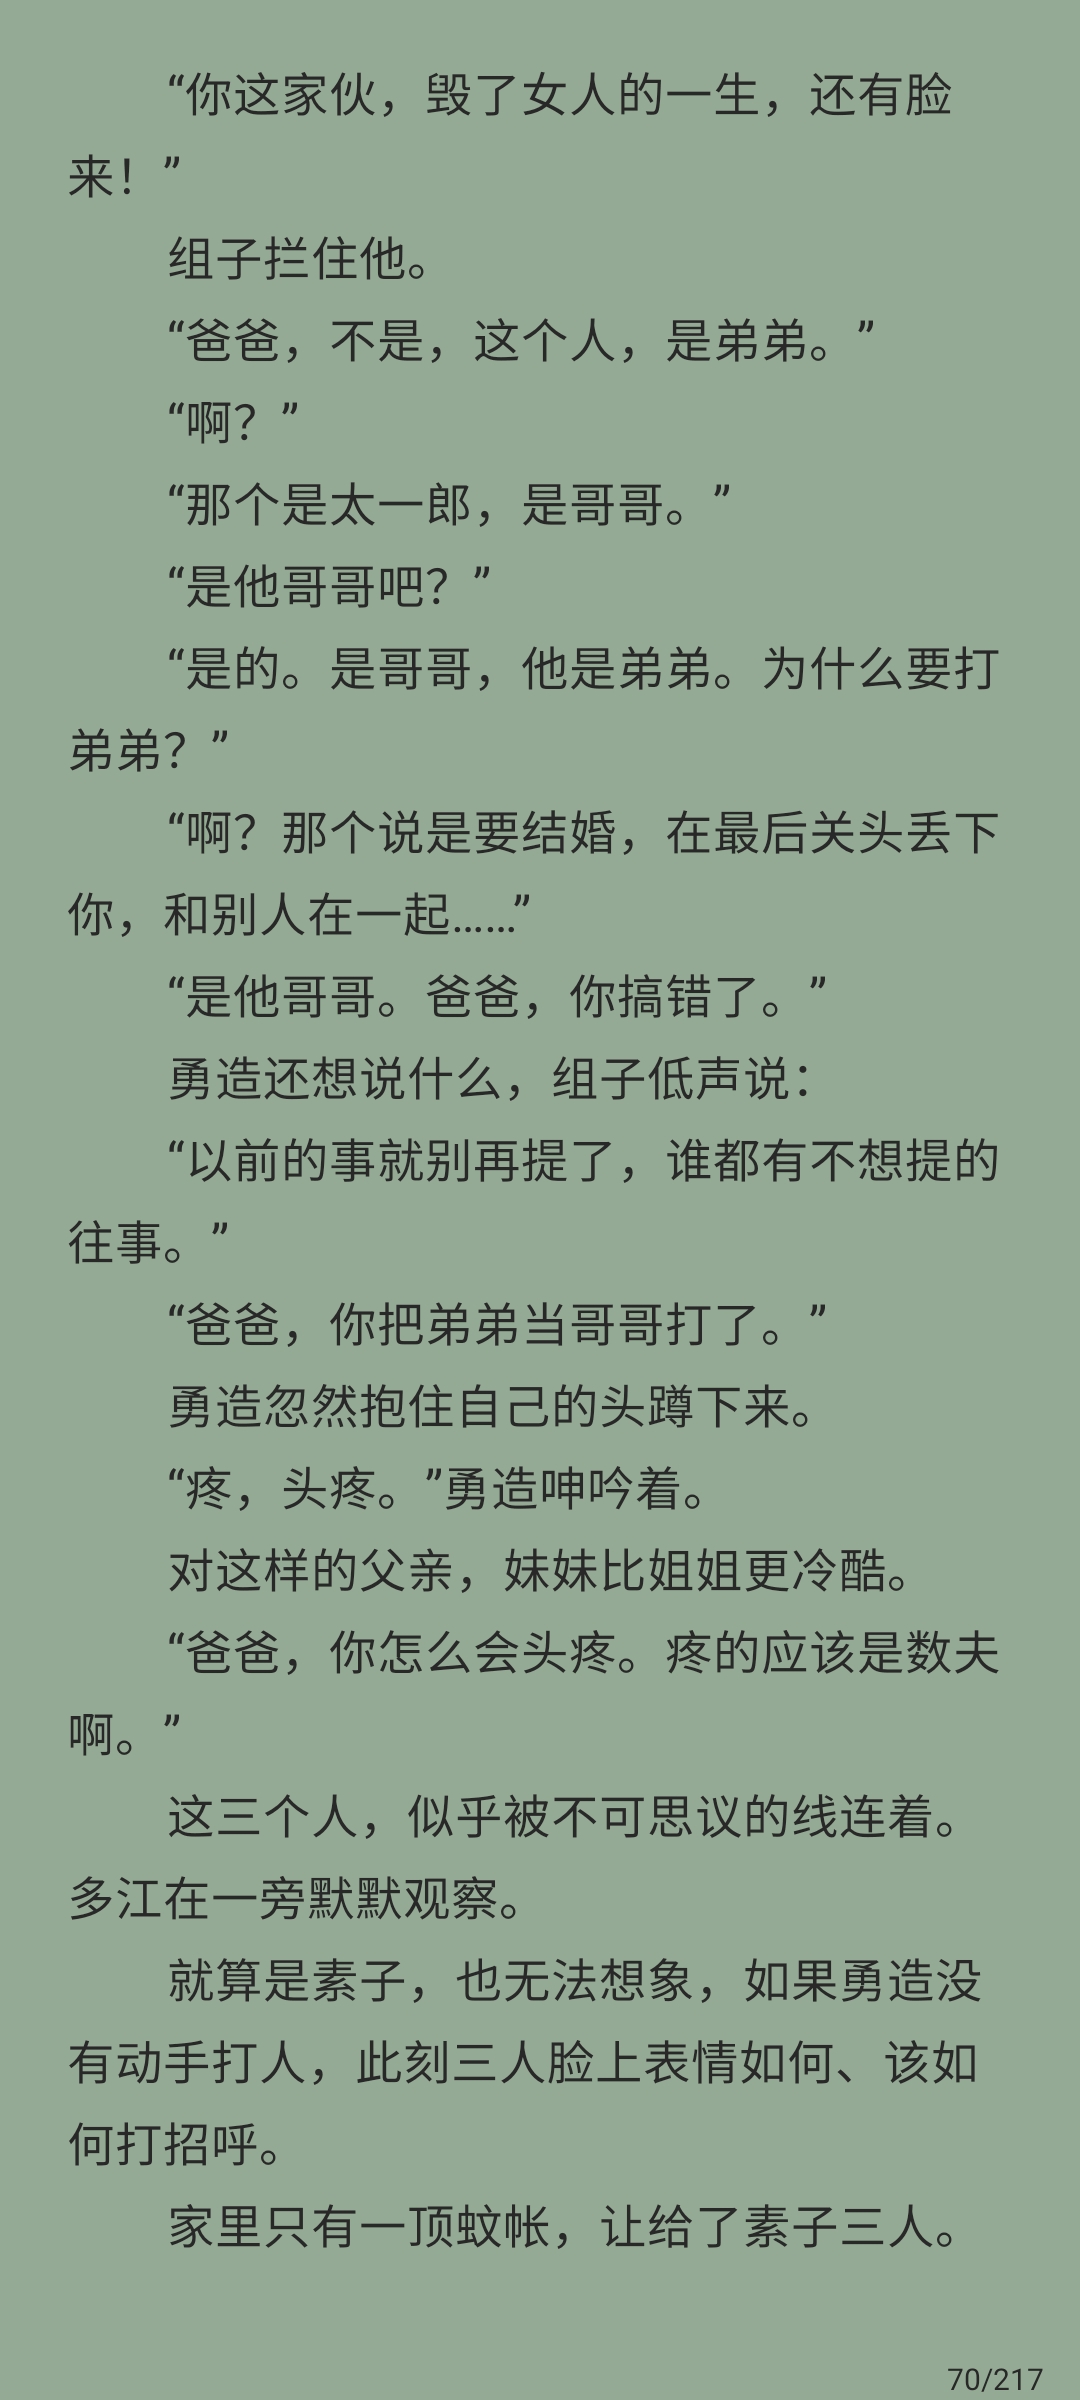 “你这家伙，毁了女人的一生，还有脸
来！”
组子拦住他。
“爸爸，不是，这个人，是弟弟。”
“啊？”
“那个是太一郎，是哥哥。”
“是他哥哥吧？”
“是的。是哥哥，他是弟弟。为什么要打
弟弟？”
“啊？那个说是要结婚，在最后关头丢下
你，和别人在一起……”
“是他哥哥。爸爸，你搞错了。”
勇造还想说什么，组子低声说：
“以前的事就别再提了，谁都有不想提的
往事。”
“爸爸，你把弟弟当哥哥打了。”
勇造忽然抱住自己的头蹲下来。
“疼，头疼。”勇造呻吟着。
对这样的父亲，妹妹比姐姐更冷酷。
“爸爸，你怎么会头疼。疼的应该是数夫
啊。”
这三个人，似乎被不可思议的线连着。
多江在一旁默默观察。
就算是素子，也无法想象，如果勇造没
有动手打人，此刻三人脸上表情如何、该如
何打招呼。
家里只有一顶蚊帐，让给了素子三人。
70/217